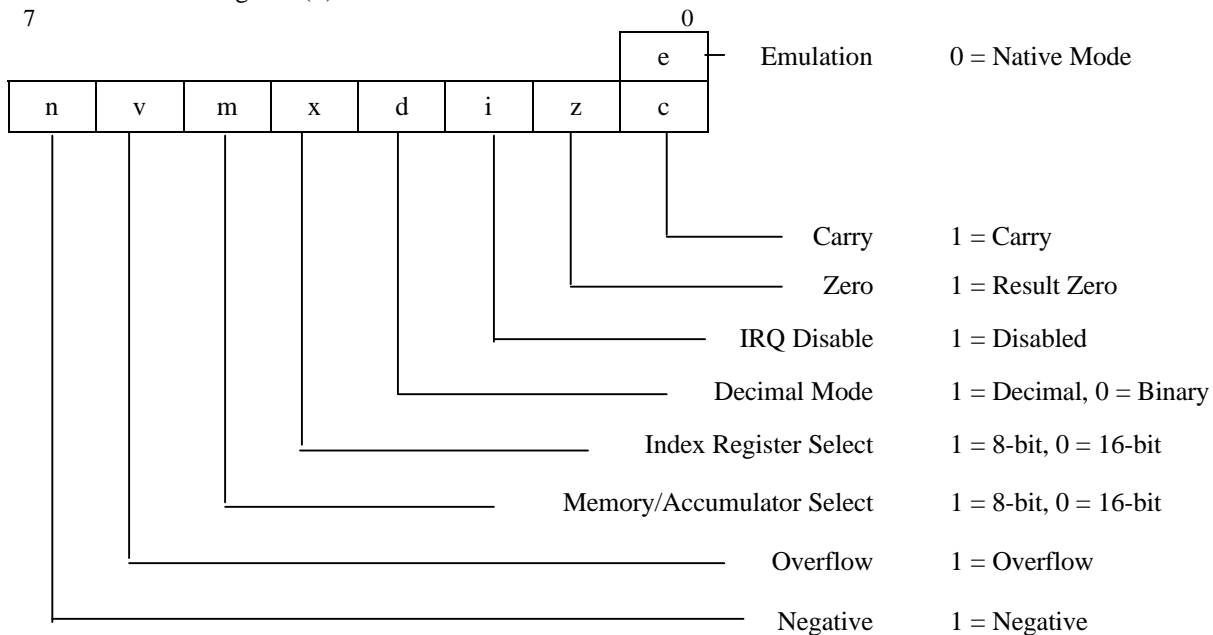 7 0
e Emulation 0 = Native Mode
n v m x d i z c
Carry 1 = Carry
Zero 1 = Result Zero
IRQ Disable 1 = Disabled
Decimal Mode 1 = Decimal, 0 = Binary
Index Register Select 1 = 8-bit, 0 = 16-bit
Memory/Accumulator Select 1 = 8-bit, 0 = 16-bit
Overflow 1 = Overflow
Negative 1 = Negative